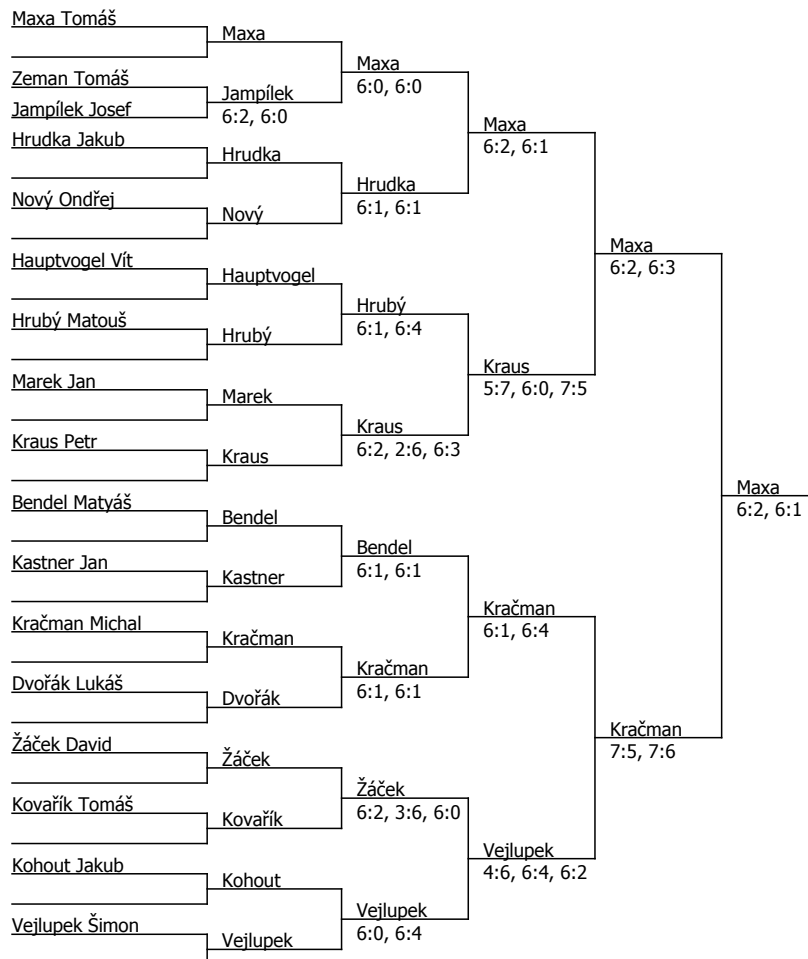 Maxa Tomáš
Zeman Tomáš
Jampílek Josef
Hrudka Jakub
Nový Ondřej
Hauptvogel Vít
Hrubý Matouš
Marek Jan
Kraus Petr
Bendel Matyáš
Kastner Jan
Kračman Michal
Dvořák Lukáš
Žáček David
Kovařík Tomáš
Kohout Jakub
Vejlupek Šimon
Maxa
Jampílek
6:2, 6:0
Hrudka
Nový
Hauptvogel
Hrubý
Marek
Kraus
Bendel
Kastner
Kračman
Dvořák
Žáček
Kovařík
Kohout
Vejlupek
Maxa
6:0, 6:0
Hrudka
6:1, 6:1
Hrubý
6:1, 6:4
Kraus
6:2, 2:6, 6:3
Bendel
6:1, 6:1
Kračman
6:1, 6:1
Žáček
6:2, 3:6, 6:0
Vejlupek
6:0, 6:4
Maxa
6:2, 6:1
Kraus
5:7, 6:0, 7:5
Kračman
6:1, 6:4
Vejlupek
4:6, 6:4, 6:2
Maxa
6:2, 6:3
Kračman
7:5, 7:6
Maxa
6:2, 6:1